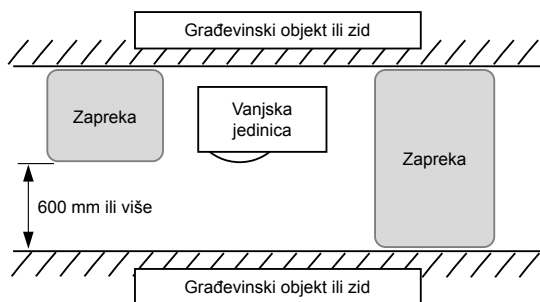 Građevinski objekt ili zid
Zapreka
Vanjska
jedinica
Zapreka
600 mm ili više
Građevinski objekt ili zid